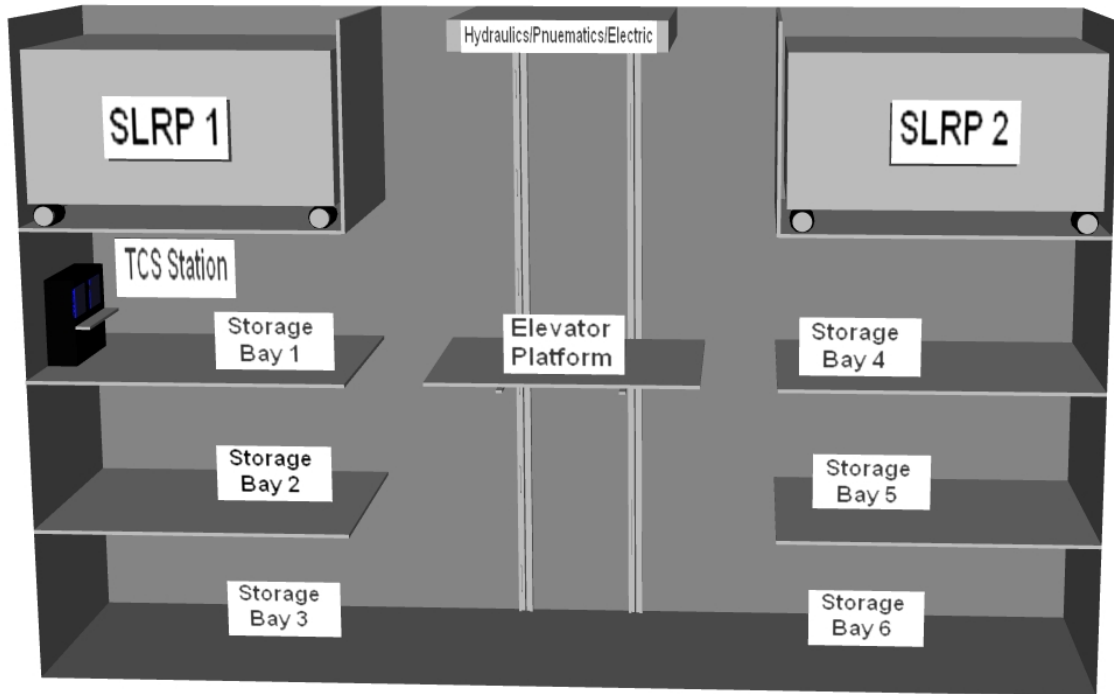 Hydraulics/Pnuematics/Electric
SLRP 1
SLRP 2
TCS Station
Storage
Bay 1
Elevator
Platform
Storage
Bay 4
Storage
Bay 2
Storage
Bay 5
Storage
Bay 3
Storage
Bay 6